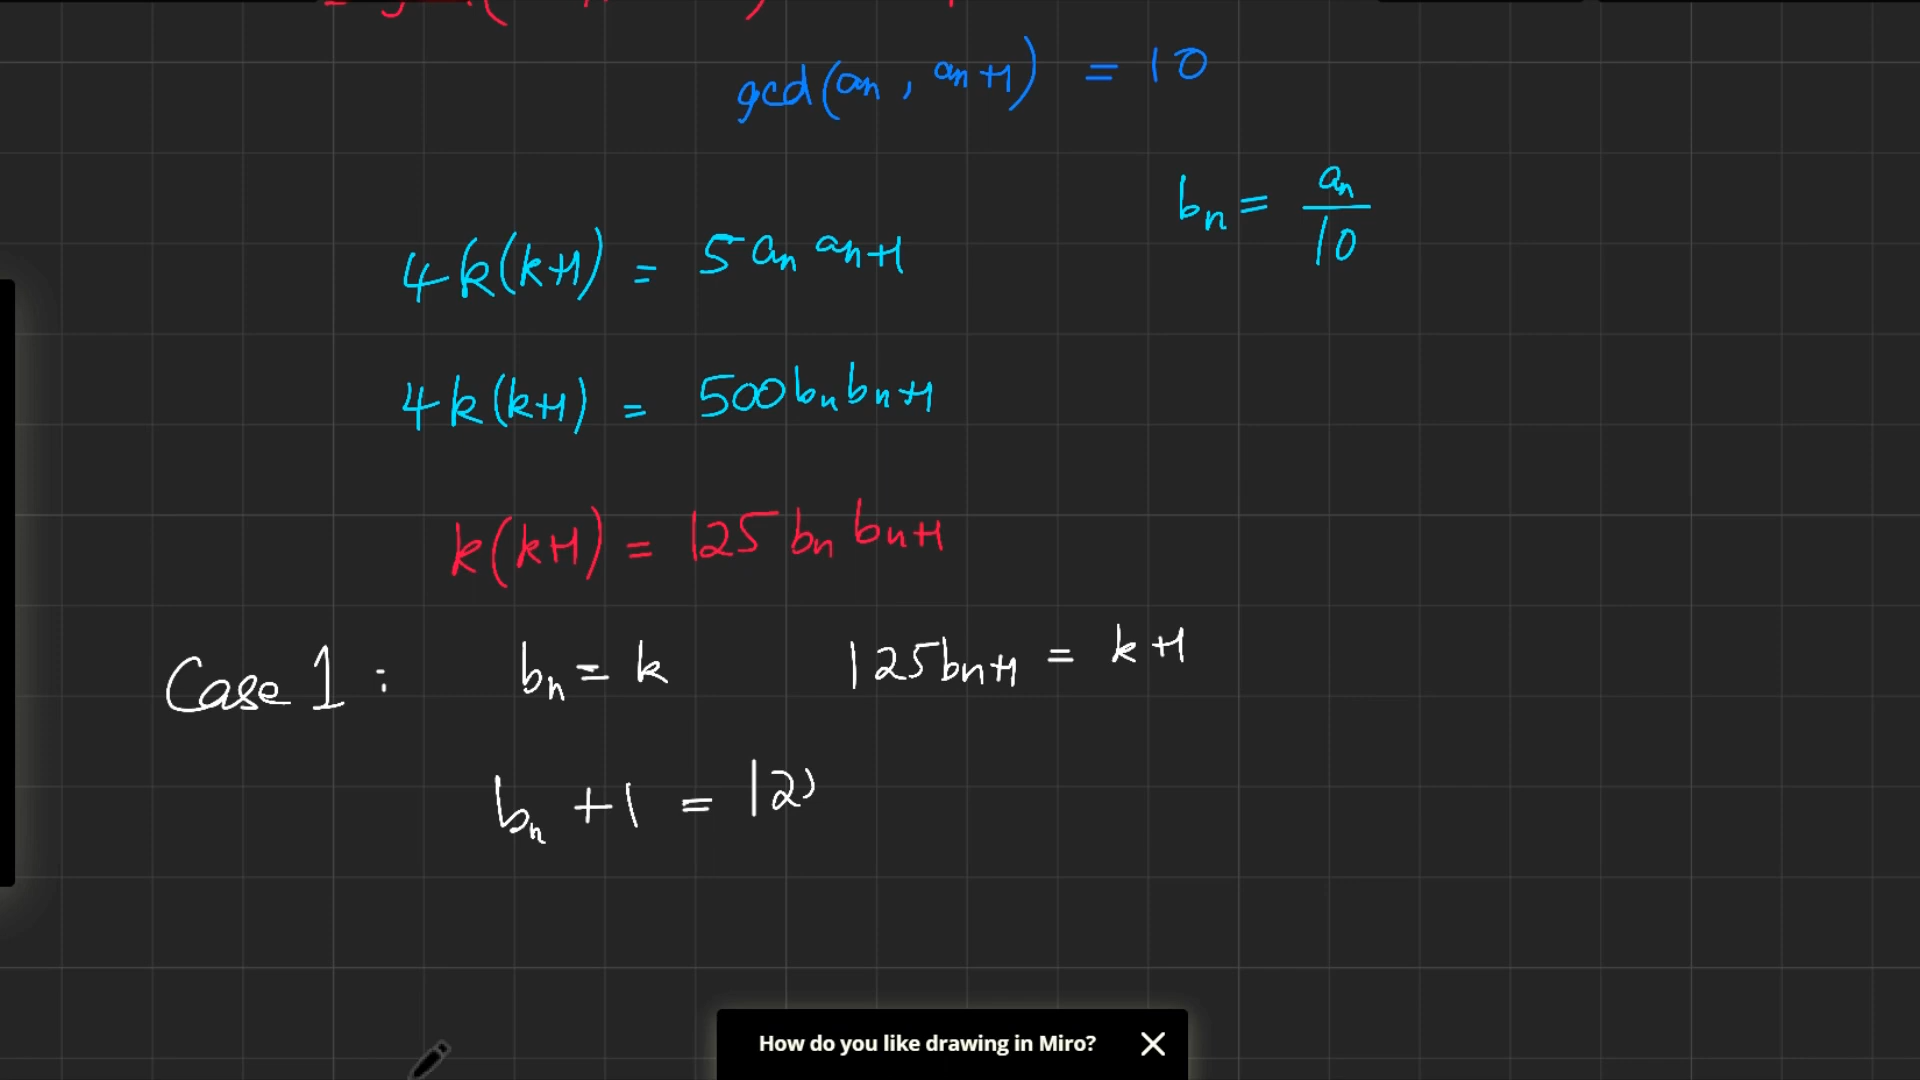 gcd(an, an+1) = 10
bn = an/10
4k(k+1) = 5 an an+1
4k(k+1) = 500 bn bn+1
k(k+1) = 125 bn bn+1
Case 1: bn = k 125bn+1 = k+1
bn + 1 = 12
How do you like drawing in Miro?